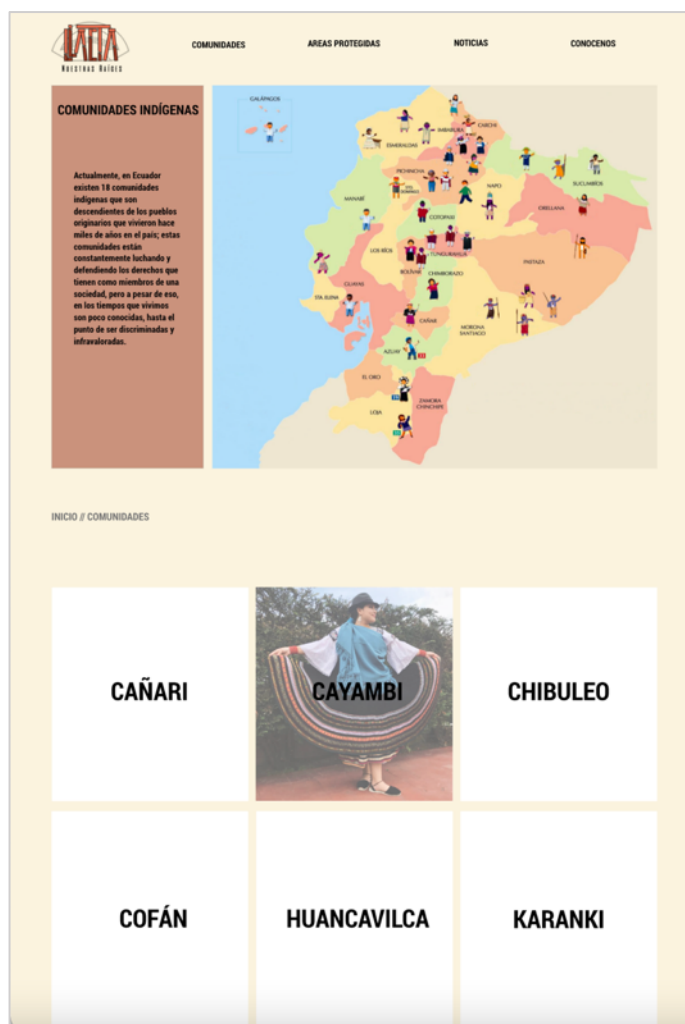 LLACTA
NUESTRAS RAÍCES
COMUNIDADES
AREAS PROTEGIDAS
NOTICIAS
CONOCENOS
COMUNIDADES INDÍGENAS
Actualmente, en Ecuador
existen 18 comunidades
indígenas que son
descendientes de los pueblos
originarios que vivieron hace
miles de años en el país; estas
comunidades están
constantemente luchando y
defendiendo los derechos que
tienen como miembros de una
sociedad, pero a pesar de eso,
en los tiempos que vivimos
son poco conocidas, hasta el
punto de ser discriminadas y
infravaloradas.
GALÁPAGOS
ESMERALDAS
IMBABURA
CARCHI
PICHINCHA
STO.
NAPO
SUCUMBÍOS
MANABÍ
ORELLANA
COTOPAXI
LOS RÍOS
TUNGURAHUA
PASTAZA
BOLÍVAR
CHIMBORAZO
GUAYAS
STA. ELENA
CAÑAR
MORONA
SANTIAGO
AZUAY
EL ORO
ZAMORA
CHINCHIPE
LOJA
INICIO // COMUNIDADES
CAÑARI
CAYAMBI
CHIBULEO
COFÁN
HUANCAVILCA
KARANKI